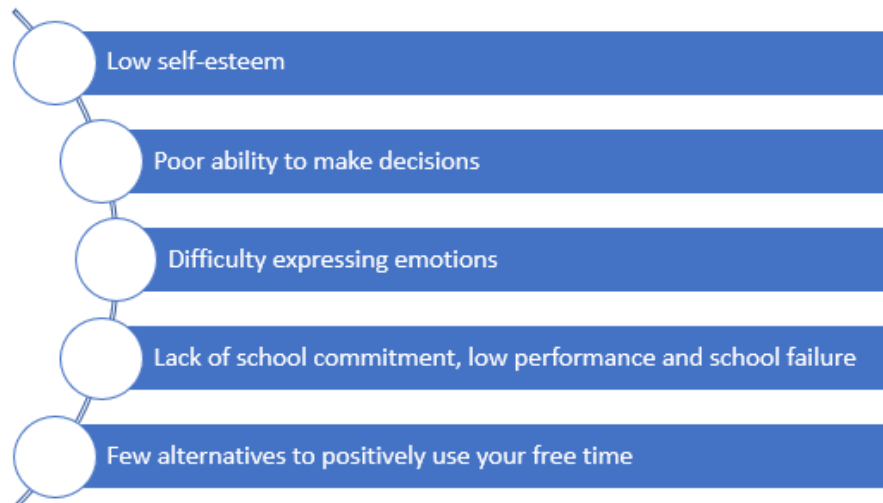 Low self-esteem
Poor ability to make decisions
Difficulty expressing emotions
Lack of school commitment, low performance and school failure
Few alternatives to positively use your free time